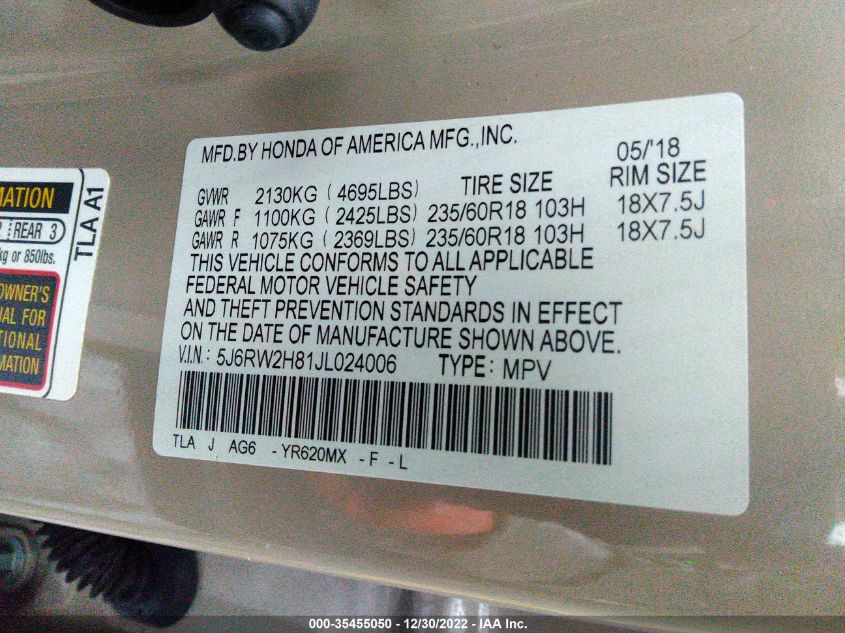 MFD.BY HONDA OF AMERICA MFG.,INC. 05/'18
GVWR 2130KG (4695LBS) TIRE SIZE RIM SIZE
GAWR F 1100KG (2425LBS) 235/60R18 103H 18X7.5J
GAWR R 1075KG (2369LBS) 235/60R18 103H 18X7.5J
THIS VEHICLE CONFORMS TO ALL APPLICABLE
FEDERAL MOTOR VEHICLE SAFETY
AND THEFT PREVENTION STANDARDS IN EFFECT
ON THE DATE OF MANUFACTURE SHOWN ABOVE.
V.I.N.: 5J6RW2H81JL024006 TYPE: MPV
TLA J AG6 -YR620MX -F -L
MATION
REAR 3
kg or 850lbs.
OWNER'S
AL FOR
TIONAL
MATION
TLA A1
000-35455050 - 12/30/2022 - IAA Inc.